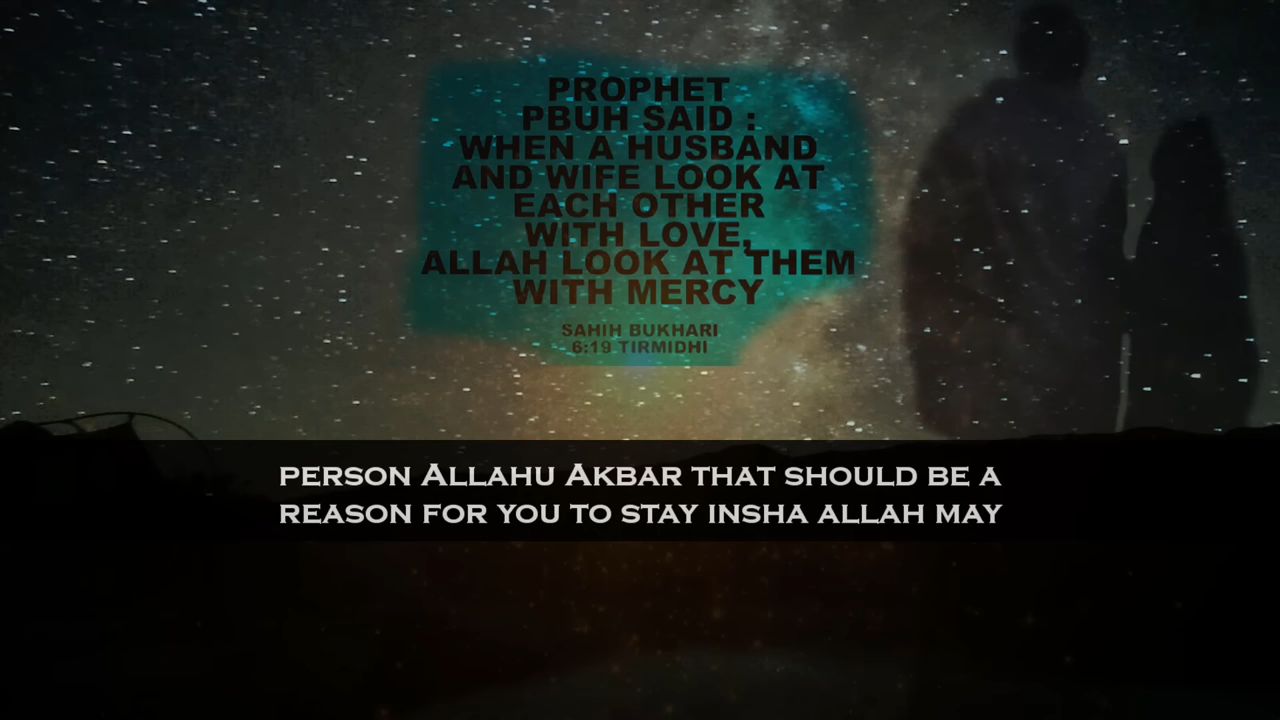 PROPHET
PBUH SAID :
WHEN A HUSBAND
AND WIFE LOOK AT
EACH OTHER
WITH LOVE,
ALLAH LOOK AT THEM
WITH MERCY
SAHIH BUKHARI
6:19 TIRMIDHI
PERSON ALLAHU AKBAR THAT SHOULD BE A
REASON FOR YOU TO STAY INSHA ALLAH MAY